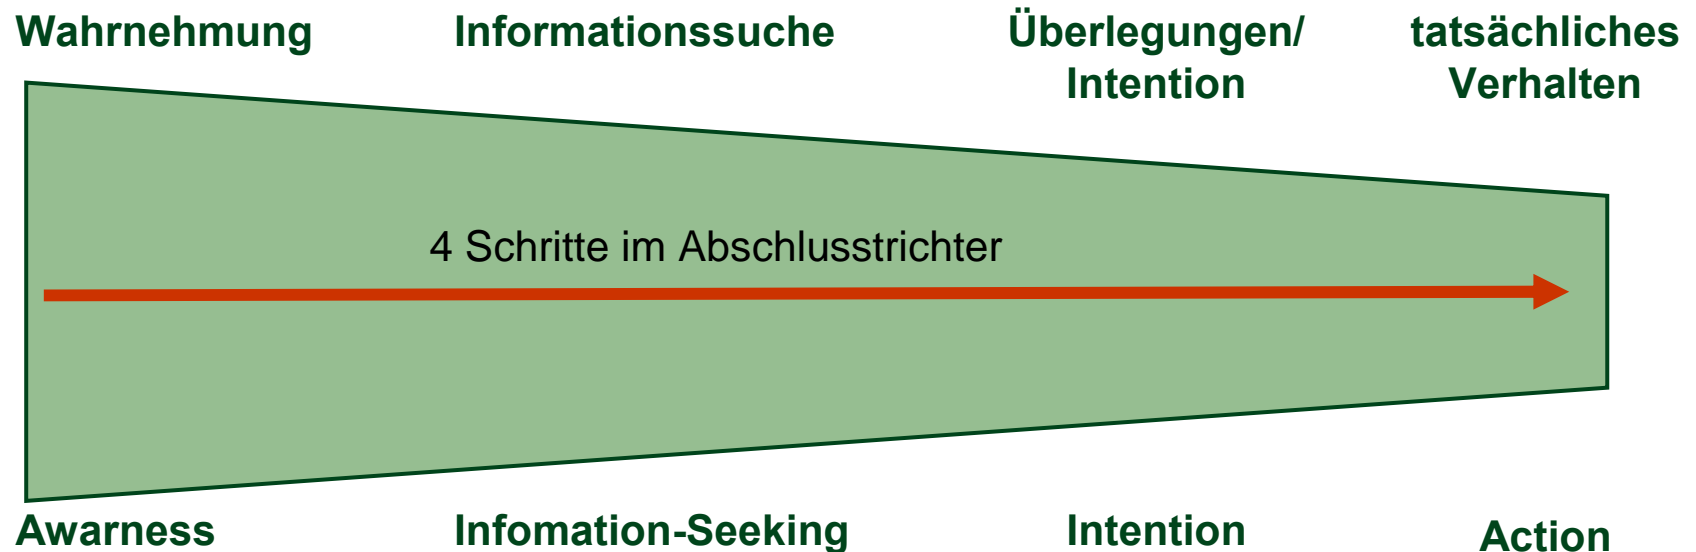 Wahrnehmung
Informationssuche
Überlegungen/
Intention
tatsächliches
Verhalten
4 Schritte im Abschlusstrichter
Awarness
Infomation-Seeking
Intention
Action